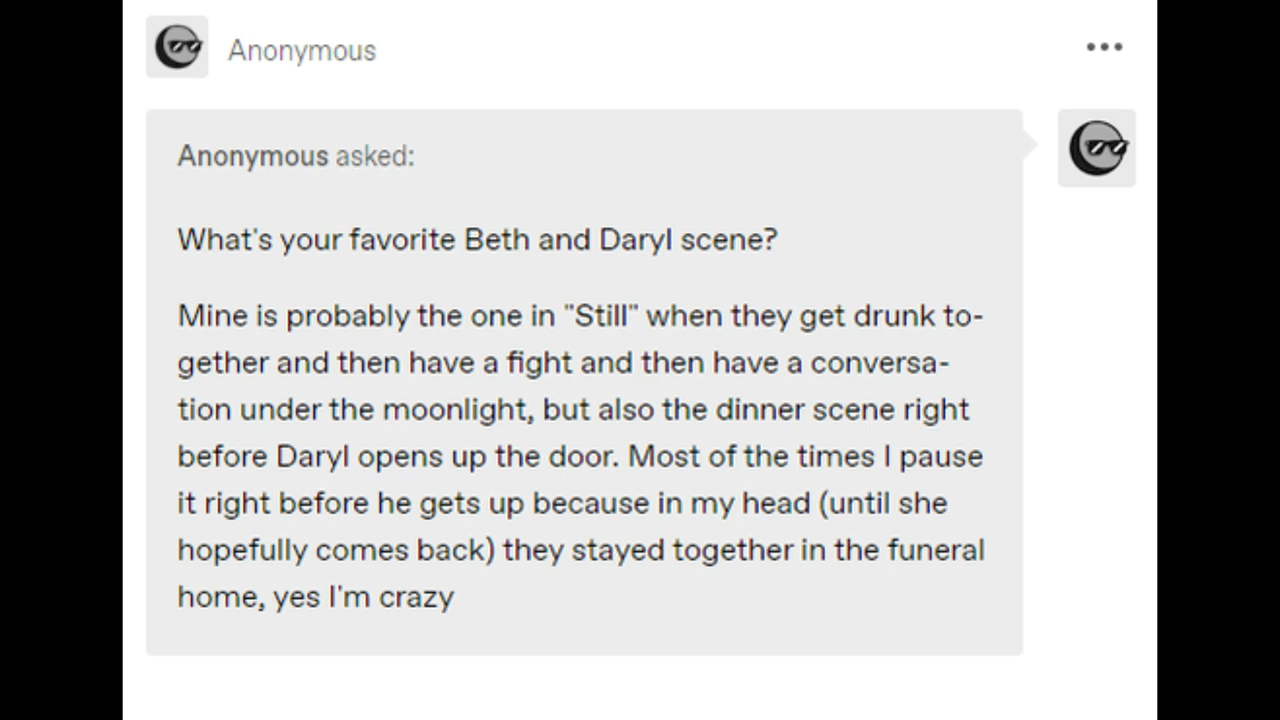 Anonymous
Anonymous asked:
What's your favorite Beth and Daryl scene?
Mine is probably the one in "Still" when they get drunk to-
gether and then have a fight and then have a conversa-
tion under the moonlight, but also the dinner scene right
before Daryl opens up the door. Most of the times I pause
it right before he gets up because in my head (until she
hopefully comes back) they stayed together in the funeral
home, yes I'm crazy